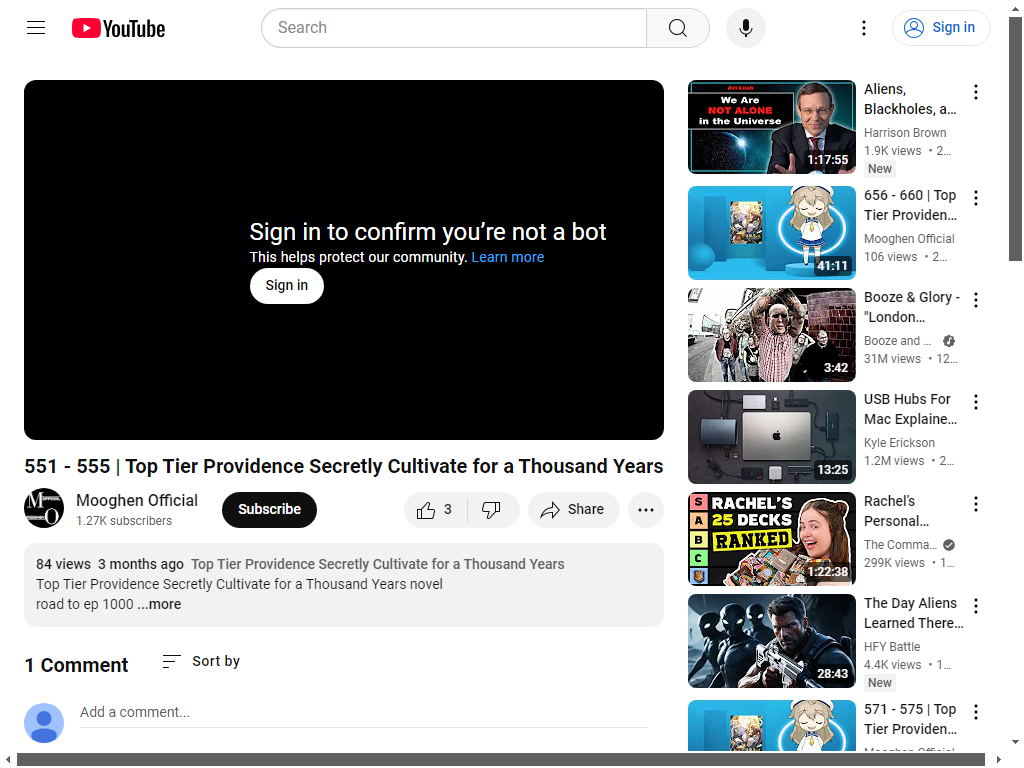 YouTube
Search
Sign in
Sign in to confirm you’re not a bot
This helps protect our community. Learn more
Sign in
551 - 555 | Top Tier Providence Secretly Cultivate for a Thousand Years
Mooghen Official
1.27K subscribers
Subscribe
3
Share
84 views 3 months ago Top Tier Providence Secretly Cultivate for a Thousand Years
Top Tier Providence Secretly Cultivate for a Thousand Years novel
road to ep 1000 ...more
1 Comment
Sort by
Add a comment...
Avi Loeb
We Are
NOT ALONE
in the Universe
1:17:55
Aliens,
Blackholes, a…
Harrison Brown
1.9K views • 2…
New
41:11
656 - 660 | Top
Tier Providen…
Mooghen Official
106 views • 2…
3:42
Booze & Glory -
"London…
Booze and …
31M views • 12…
13:25
USB Hubs For
Mac Explaine…
Kyle Erickson
1.2M views • 2…
S
A
B
C
RACHEL'S
25 DECKS
RANKED
1:22:38
Rachel’s
Personal…
The Comma…
299K views • 1…
28:43
The Day Aliens
Learned There…
HFY Battle
4.4K views • 1…
New
571 - 575 | Top
Tier Providen…
Mooghen Official